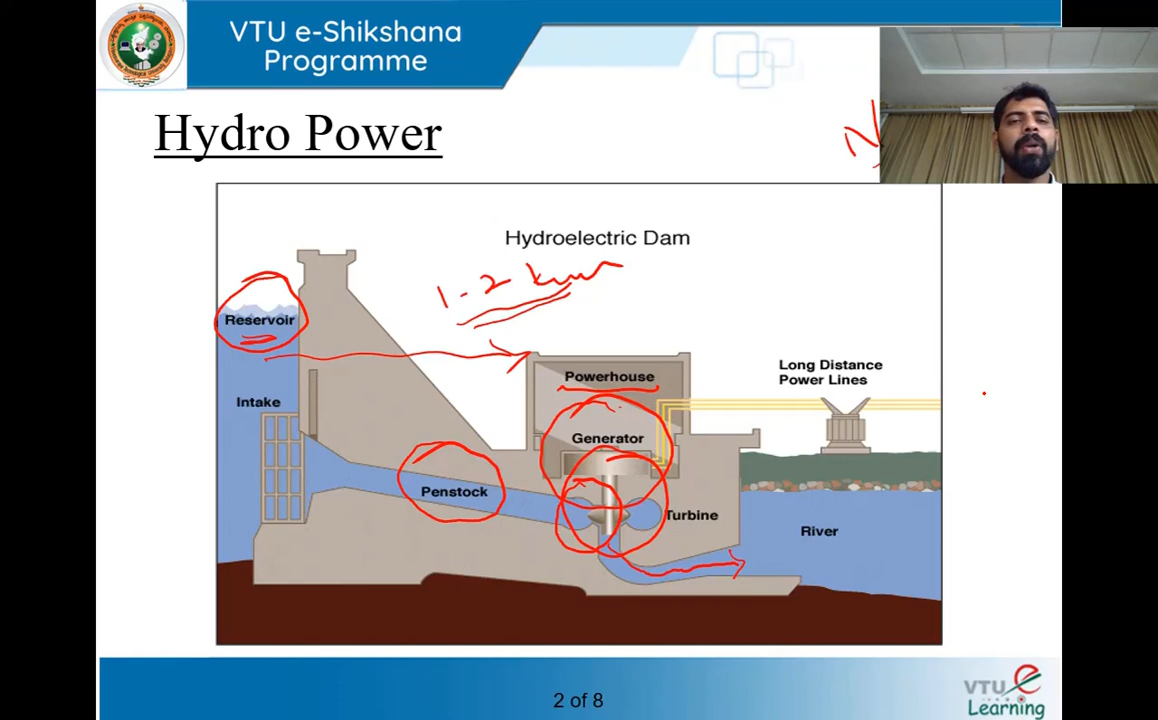 VTU e-Shikshana
Programme
Hydro Power
N
Hydroelectric Dam
1-2 km
Reservoir
Powerhouse
Long Distance
Power Lines
Intake
Generator
Penstock
Turbine
River
2 of 8
VTU e
Learning